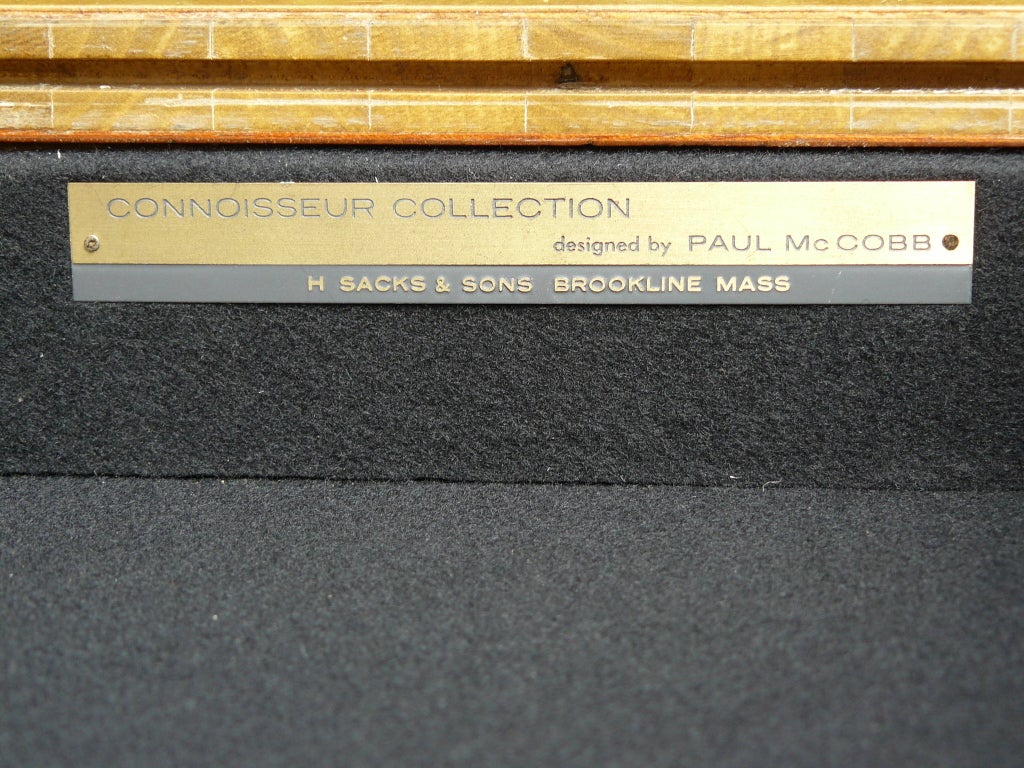 CONNOISSEUR COLLECTION
designed by PAUL McCOBB
H SACKS & SONS BROOKLINE MASS